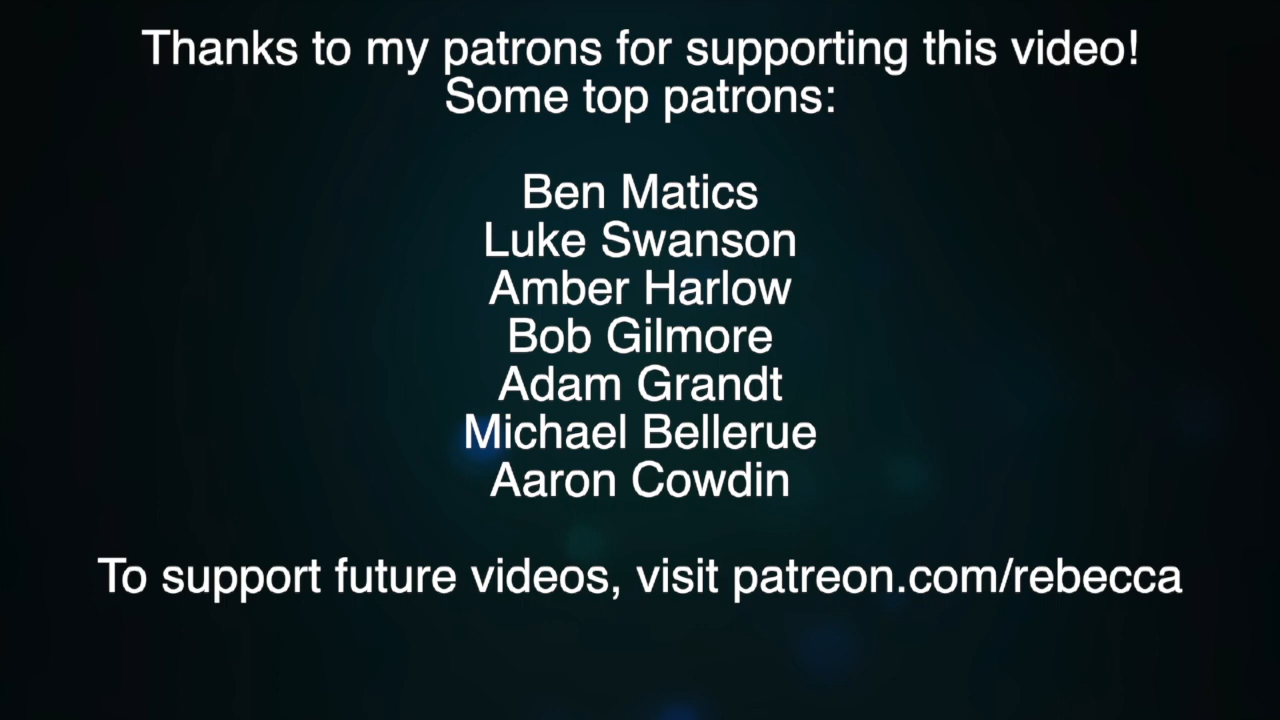 Thanks to my patrons for supporting this video!
Some top patrons:
Ben Matics
Luke Swanson
Amber Harlow
Bob Gilmore
Adam Grandt
Michael Bellerue
Aaron Cowdin
To support future videos, visit patreon.com/rebecca